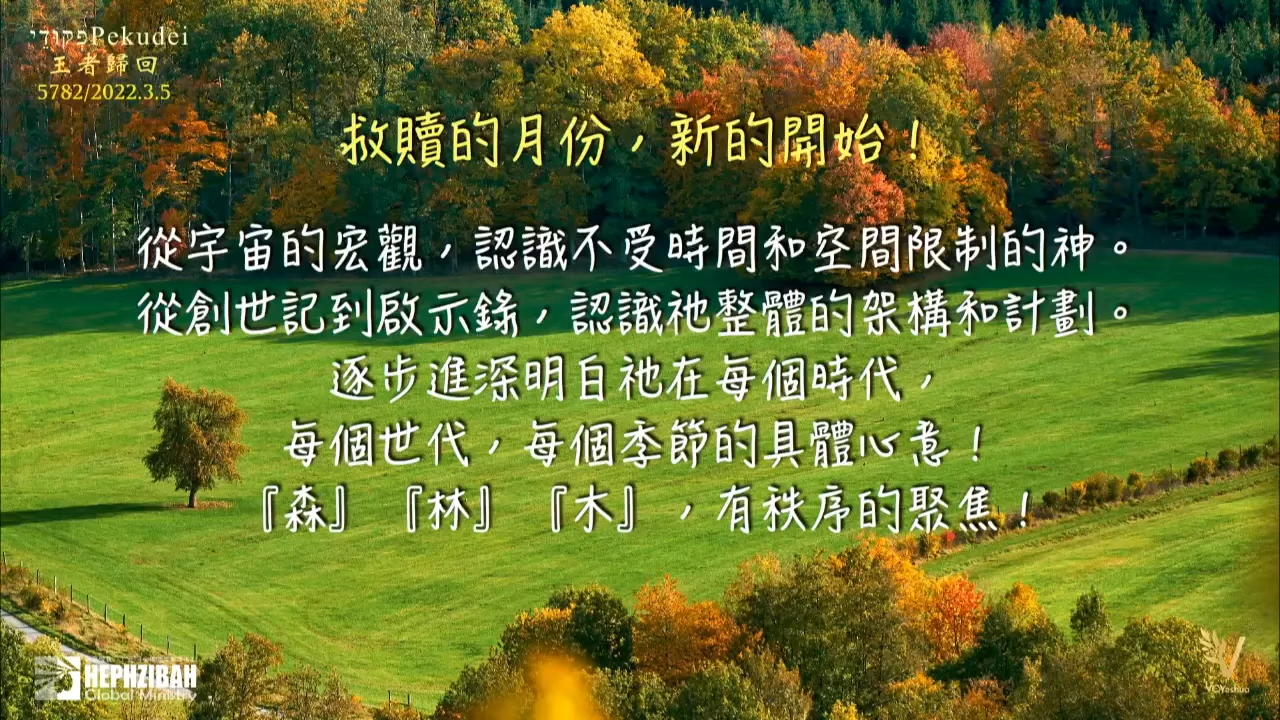 פקודיPekudei
王者歸回
5782/2022.3.5
救贖的月份，新的開始！
從宇宙的宏觀，認識不受時間和空間限制的神。
從創世記到啟示錄，認識祂整體的架構和計劃。
逐步進深明白祂在每個時代，
每個世代，每個季節的具體心意！
『森』『林』『木』，有秩序的聚焦！
HEPHZIBAH
Global Ministry
VOYeshua